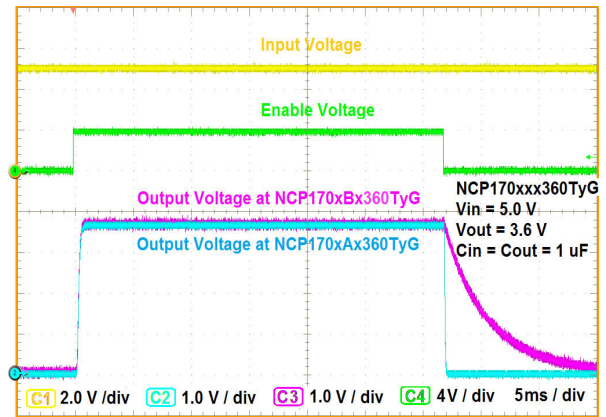 Input Voltage
Enable Voltage
Output Voltage at NCP170xBx360TyG
NCP170xxx360TyG
Vin = 5.0 V
Vout = 3.6 V
Cin = Cout = 1 uF
Output Voltage at NCP170xAx360TyG
C1 2.0 V /div C2 1.0 V / div C3 1.0 V / div C4 4V / div 5ms / div